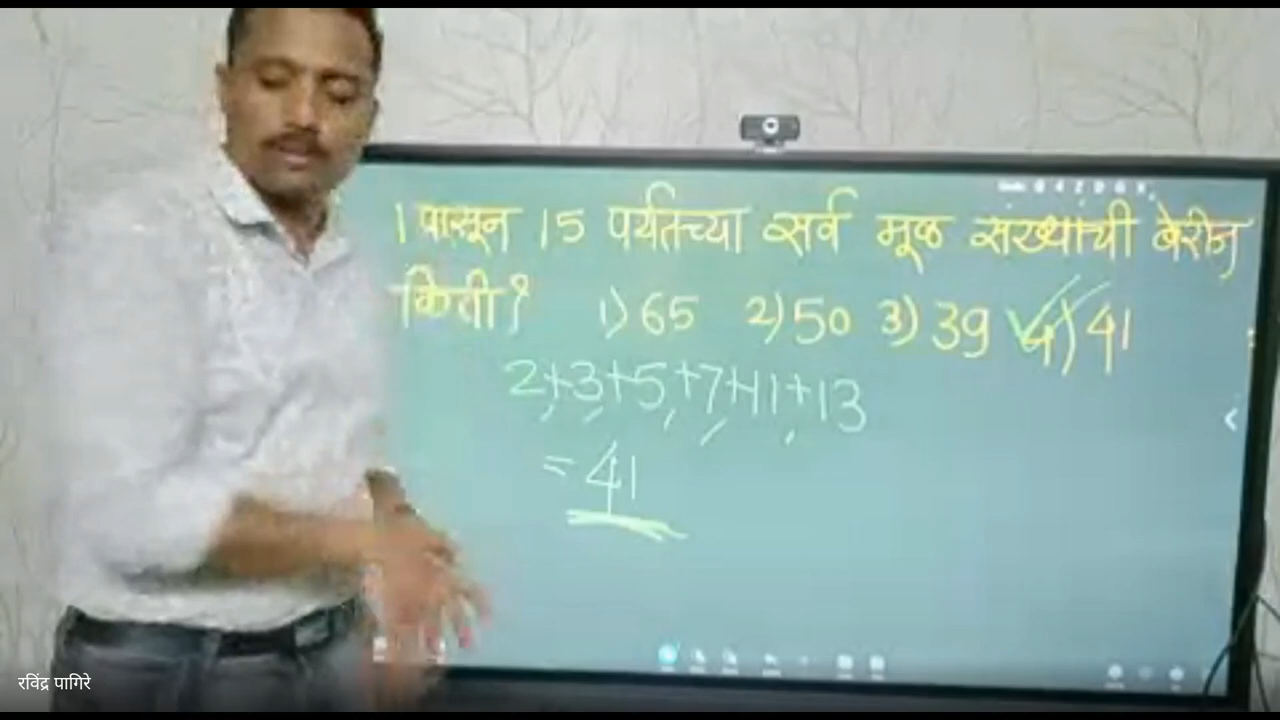 1 पासून 15 पर्यंतच्या सर्व मूळ संख्यांची बेरीज
किती? 1) 65 2) 50 3) 39 4) 41
2+3+5+7+11+13
= 41
रविंद्र पागिरे